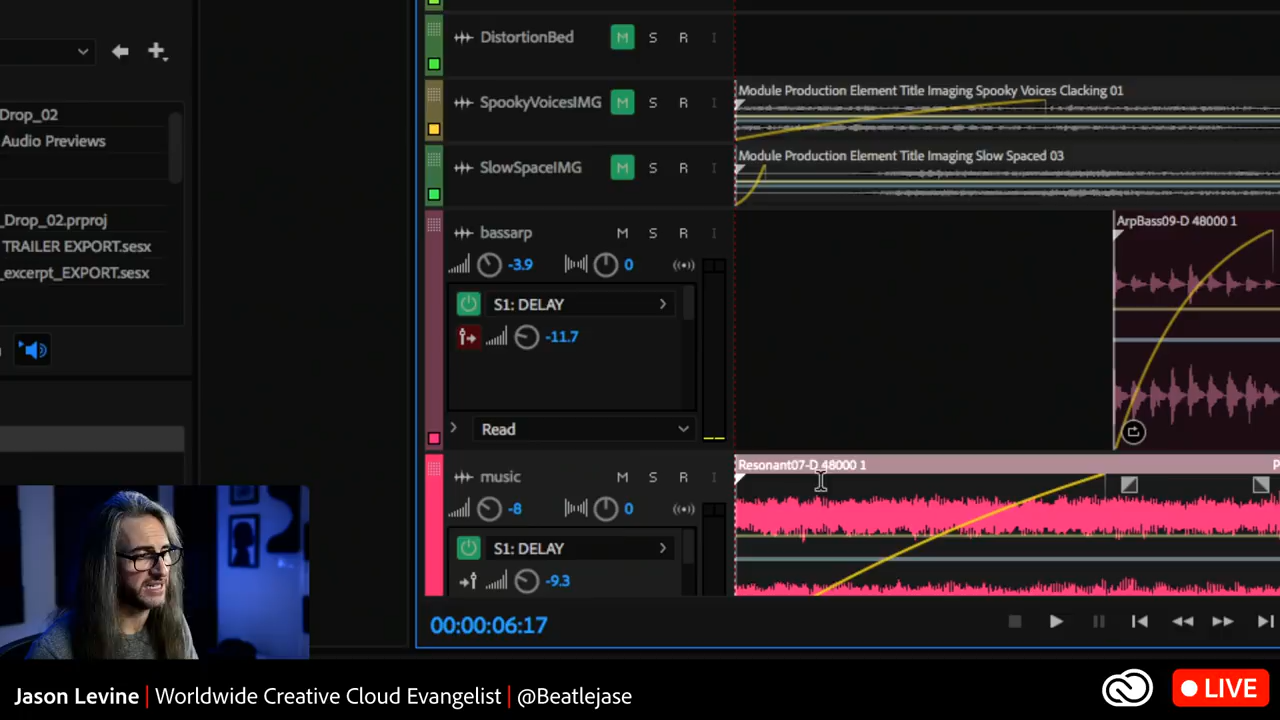 DistortionBed M S R I
Drop_02
Audio Previews
_Drop_02.prproj
TRAILER EXPORT.sesx
_excerpt_EXPORT.sesx
SpookyVoicesIMG M S R I
Module Production Element Title Imaging Spooky Voices Clacking 01
SlowSpaceIMG M S R I
Module Production Element Title Imaging Slow Spaced 03
bassarp M S R I
ArpBass09-D 48000 1
-3.9 0
S1: DELAY
-11.7
Read
music M S R I
Resonant07-D 48000 1
P
-8 0
S1: DELAY
-9.3
00:00:06:17
Jason Levine | Worldwide Creative Cloud Evangelist | @Beatlejase
LIVE